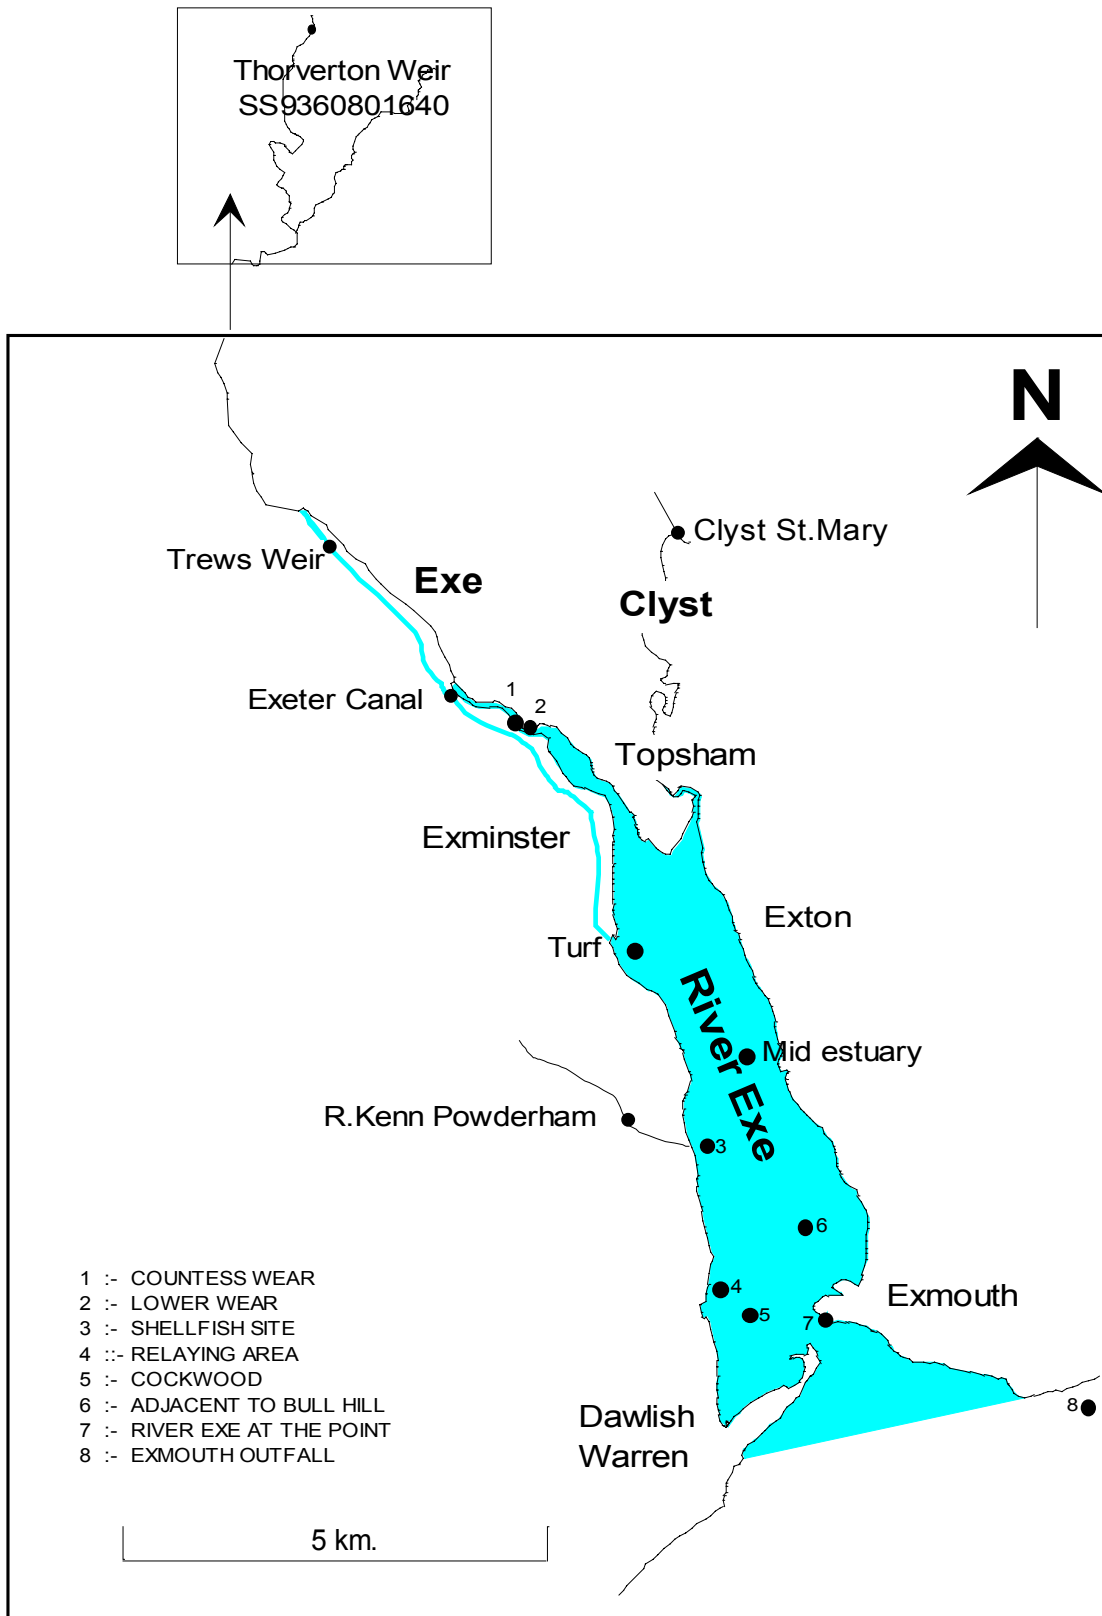 Thorverton Weir
SS9360801640
N
Clyst St.Mary
Trews Weir
Exe
Clyst
Exeter Canal
1
2
Topsham
Exminster
Exton
Turf
River Exe
Mid estuary
R.Kenn Powderham
3
6
4
5
7
Exmouth
8
1 :- COUNTESS WEAR
2 :- LOWER WEAR
3 :- SHELLFISH SITE
4 ::- RELAYING AREA
5 :- COCKWOOD
6 :- ADJACENT TO BULL HILL
7 :- RIVER EXE AT THE POINT
8 :- EXMOUTH OUTFALL
Dawlish
Warren
5 km.